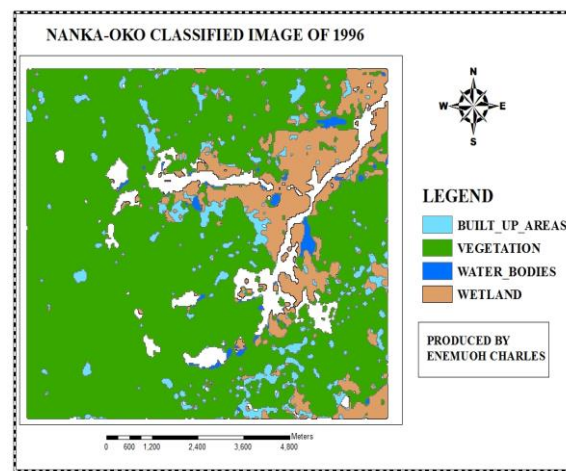 NANKA-OKO CLASSIFIED IMAGE OF 1996
N
W E
S
LEGEND
BUILT_UP_AREAS
VEGETATION
WATER_BODIES
WETLAND
PRODUCED BY
ENEMUOH CHARLES
Meters
0 600 1,200 2,400 3,600 4,800